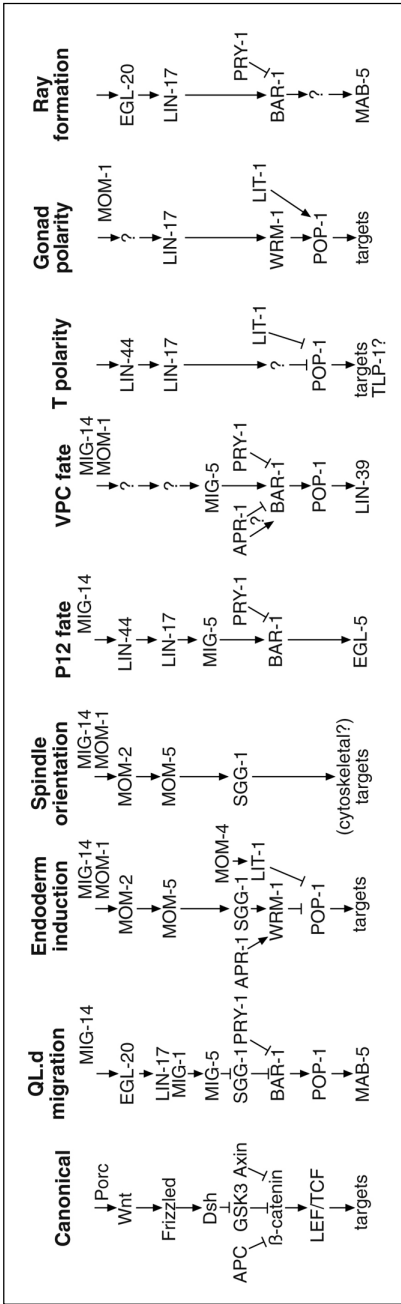 Canonical
Porc
Wnt
Frizzled
Dsh
APC GSK3 Axin
ß-catenin
LEF/TCF
targets
QL.d
migration
MIG-14
EGL-20
LIN-17
MIG-1
MIG-5
SGG-1 PRY-1
BAR-1
POP-1
MAB-5
Endoderm
induction
MIG-14
MOM-1
MOM-2
MOM-5
MOM-4
APR-1 SGG-1 LIT-1
WRM-1
POP-1
targets
Spindle
orientation
MIG-14
MOM-1
MOM-2
MOM-5
SGG-1
(cytoskeletal?)
targets
P12 fate
MIG-14
LIN-44
LIN-17
MIG-5
PRY-1
BAR-1
EGL-5
VPC fate
MIG-14
MOM-1
?
?
MIG-5
APR-1 PRY-1
?
BAR-1
POP-1
LIN-39
T polarity
LIN-44
LIN-17
LIT-1
?
POP-1
targets
TLP-1?
Gonad
polarity
MOM-1
?
LIN-17
LIT-1
WRM-1
POP-1
targets
Ray
formation
EGL-20
LIN-17
PRY-1
BAR-1
?
MAB-5